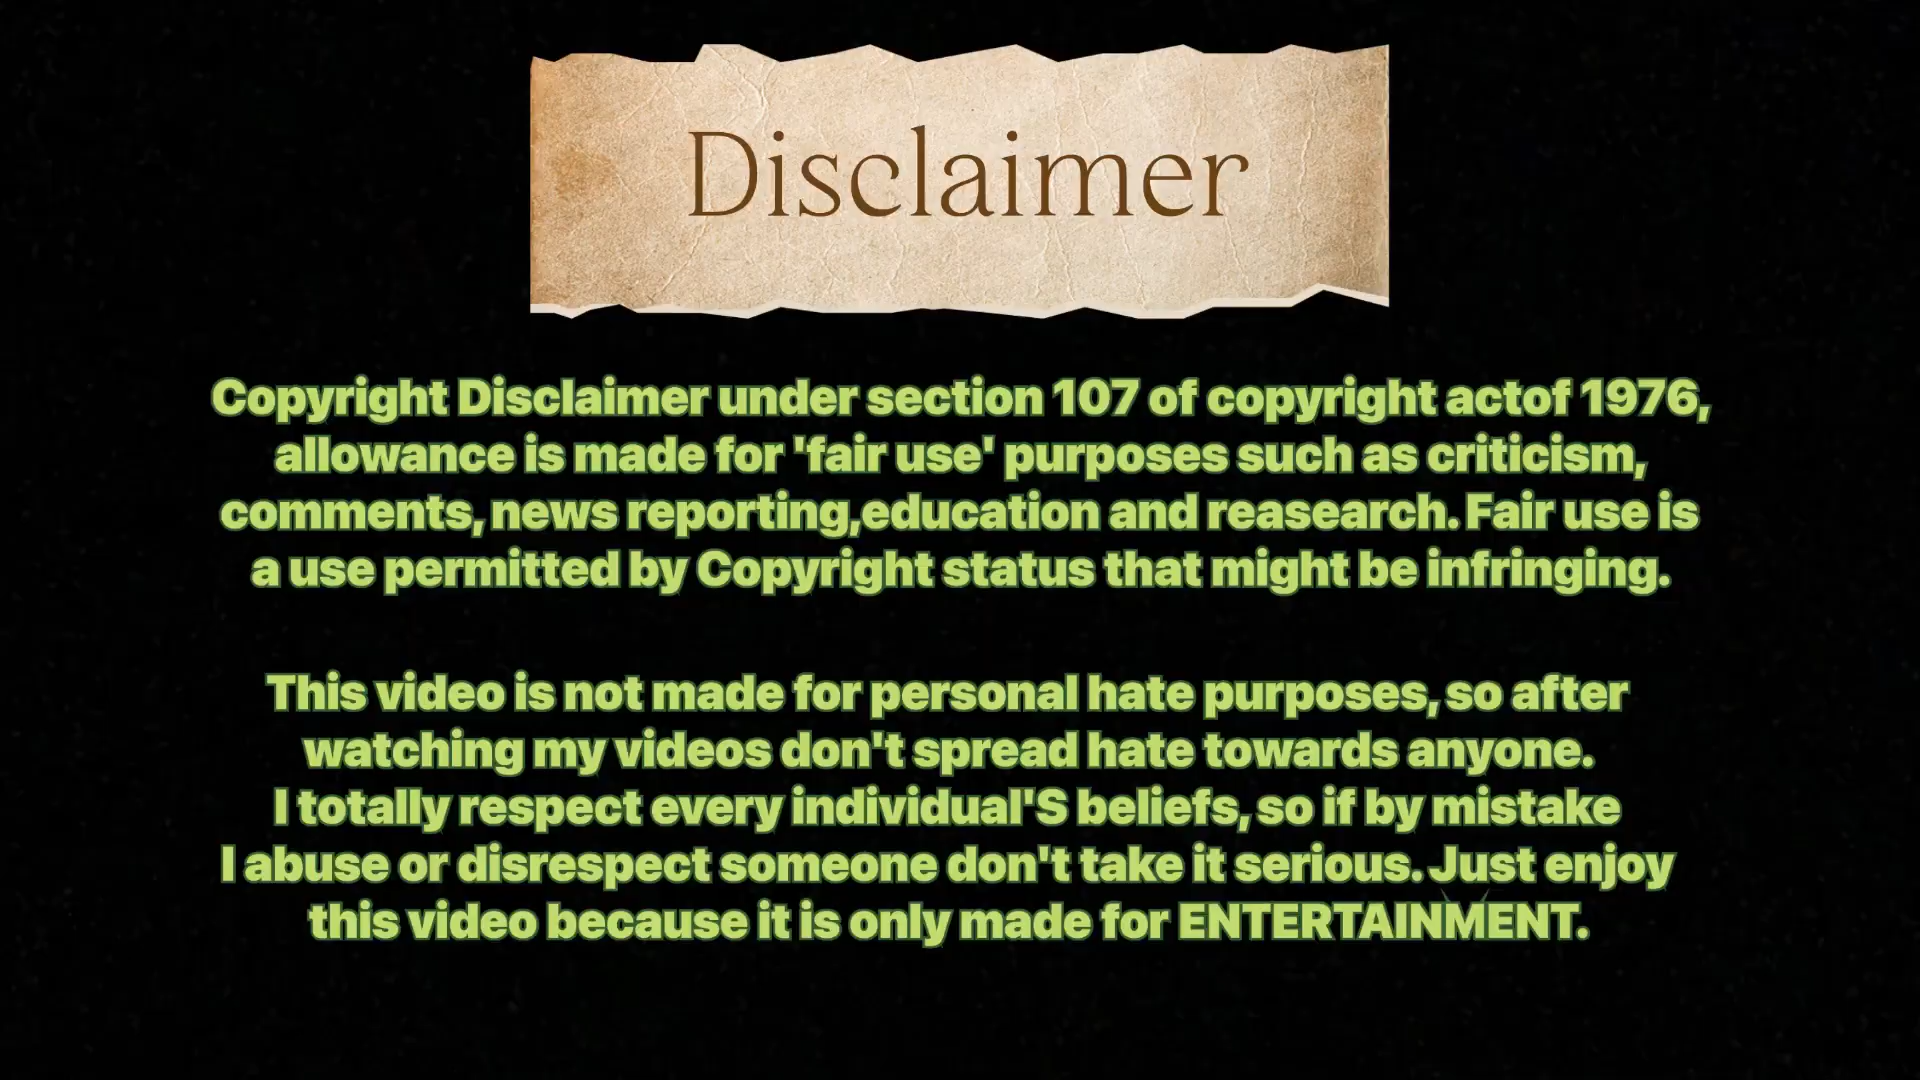 Disclaimer
Copyright Disclaimer under section 107 of copyright actof 1976,
allowance is made for 'fair use' purposes such as criticism,
comments, news reporting,education and reasearch. Fair use is
a use permitted by Copyright status that might be infringing.
This video is not made for personal hate purposes, so after
watching my videos don't spread hate towards anyone.
I totally respect every individual'S beliefs, so if by mistake
I abuse or disrespect someone don't take it serious. Just enjoy
this video because it is only made for ENTERTAINMENT.